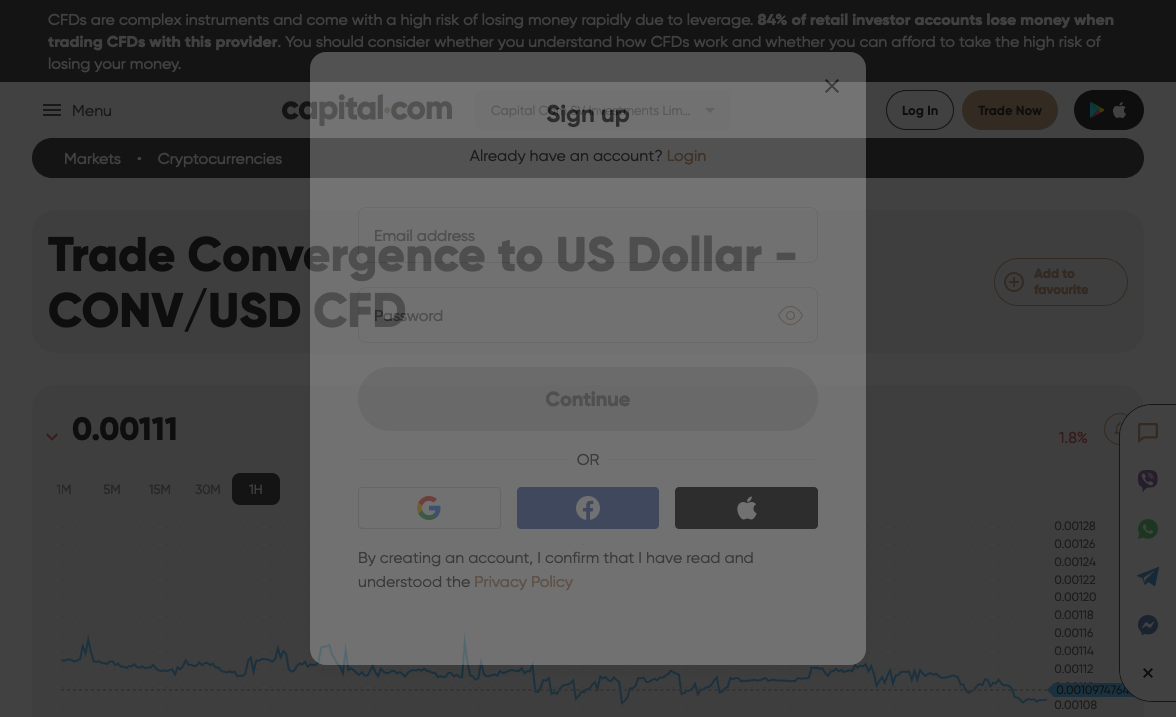 CFDs are complex instruments and come with a high risk of losing money rapidly due to leverage. 84% of retail investor accounts lose money when
trading CFDs with this provider. You should consider whether you understand how CFDs work and whether you can afford to take the high risk of
losing your money.
Menu
capital.com
Log In
Trade Now
Sign up
Markets • Cryptocurrencies
Already have an account? Login
Email address
Trade Convergence to US Dollar -
CONV/USD CFD
Add to
favourite
Password
Continue
0.00111
1.8%
OR
1M 5M 15M 30M 1H
By creating an account, I confirm that I have read and
understood the Privacy Policy
0.00128
0.00126
0.00124
0.00122
0.00120
0.00118
0.00116
0.00114
0.00112
0.0010974764
0.00108